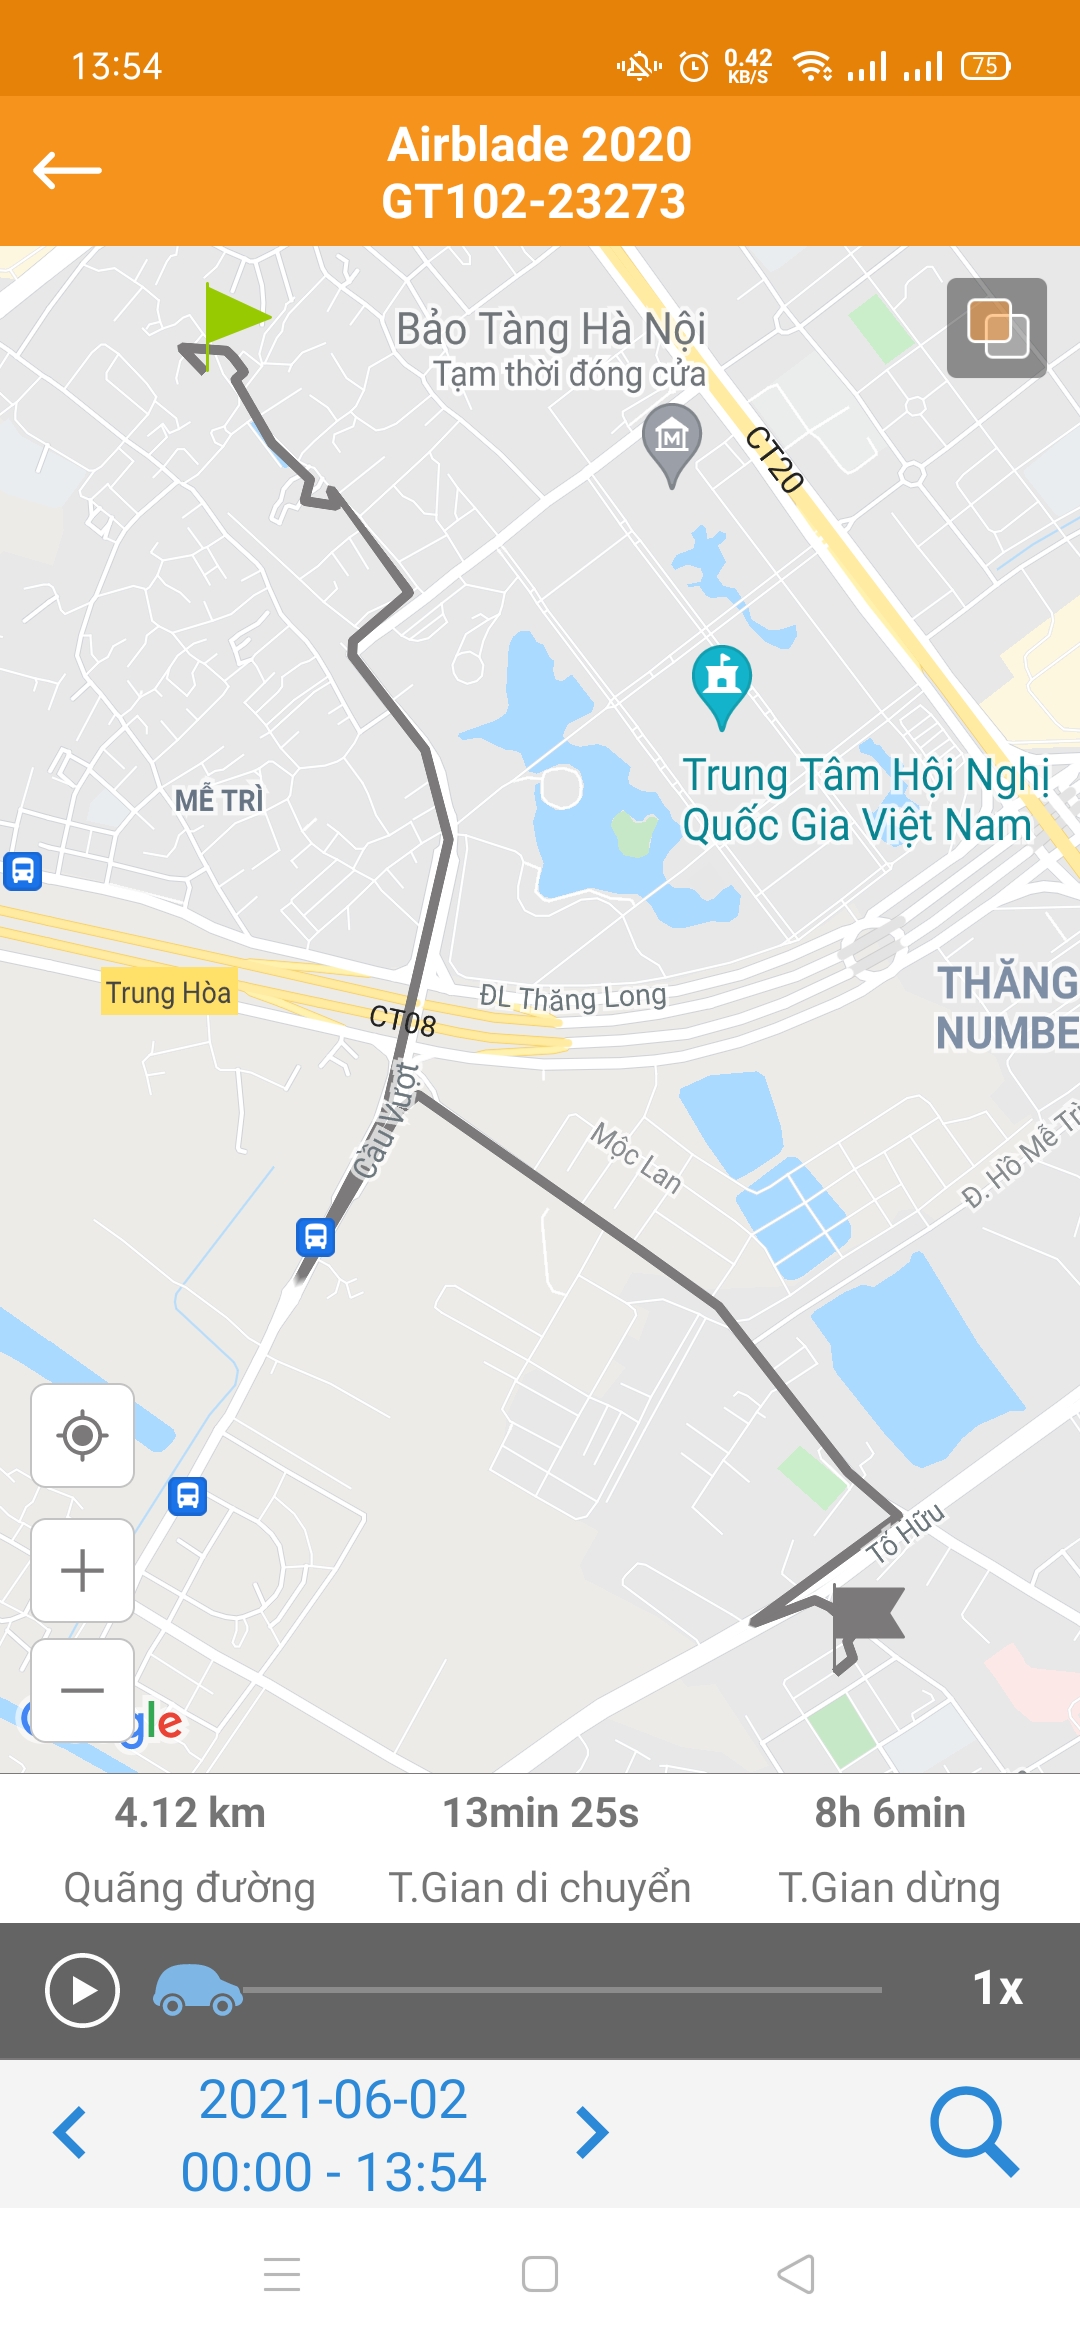 13:54
0.42
KB/S
75
Airblade 2020
GT102-23273
Bảo Tàng Hà Nội
Tạm thời đóng cửa
M
CT20
Trung Tâm Hội Nghị
Quốc Gia Việt Nam
MỄ TRÌ
Trung Hòa
ĐL Thăng Long
CT08
THĂNG
NUMBE
Cầu Vượt
Mộc Lan
Đ. Hồ Mễ Trì
Tố Hữu
gle
4.12 km
13min 25s
8h 6min
Quãng đường
T.Gian di chuyển
T.Gian dừng
1x
2021-06-02
00:00 - 13:54